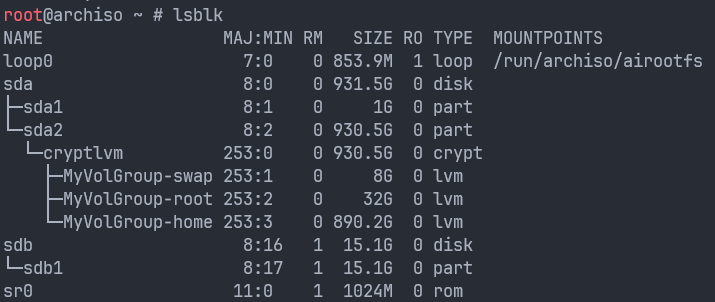 root@archiso ~ # lsblk
NAME                  MAJ:MIN RM   SIZE RO TYPE  MOUNTPOINTS
loop0                   7:0    0 853.9M  1 loop  /run/archiso/airootfs
sda                     8:0    0 931.5G  0 disk
├─sda1                  8:1    0     1G  0 part
└─sda2                  8:2    0 930.5G  0 part
  └─cryptlvm          253:0    0 930.5G  0 crypt
    ├─MyVolGroup-swap 253:1    0     8G  0 lvm
    ├─MyVolGroup-root 253:2    0    32G  0 lvm
    └─MyVolGroup-home 253:3    0 890.2G  0 lvm
sdb                     8:16   1  15.1G  0 disk
└─sdb1                  8:17   1  15.1G  0 part
sr0                    11:0    1  1024M  0 rom